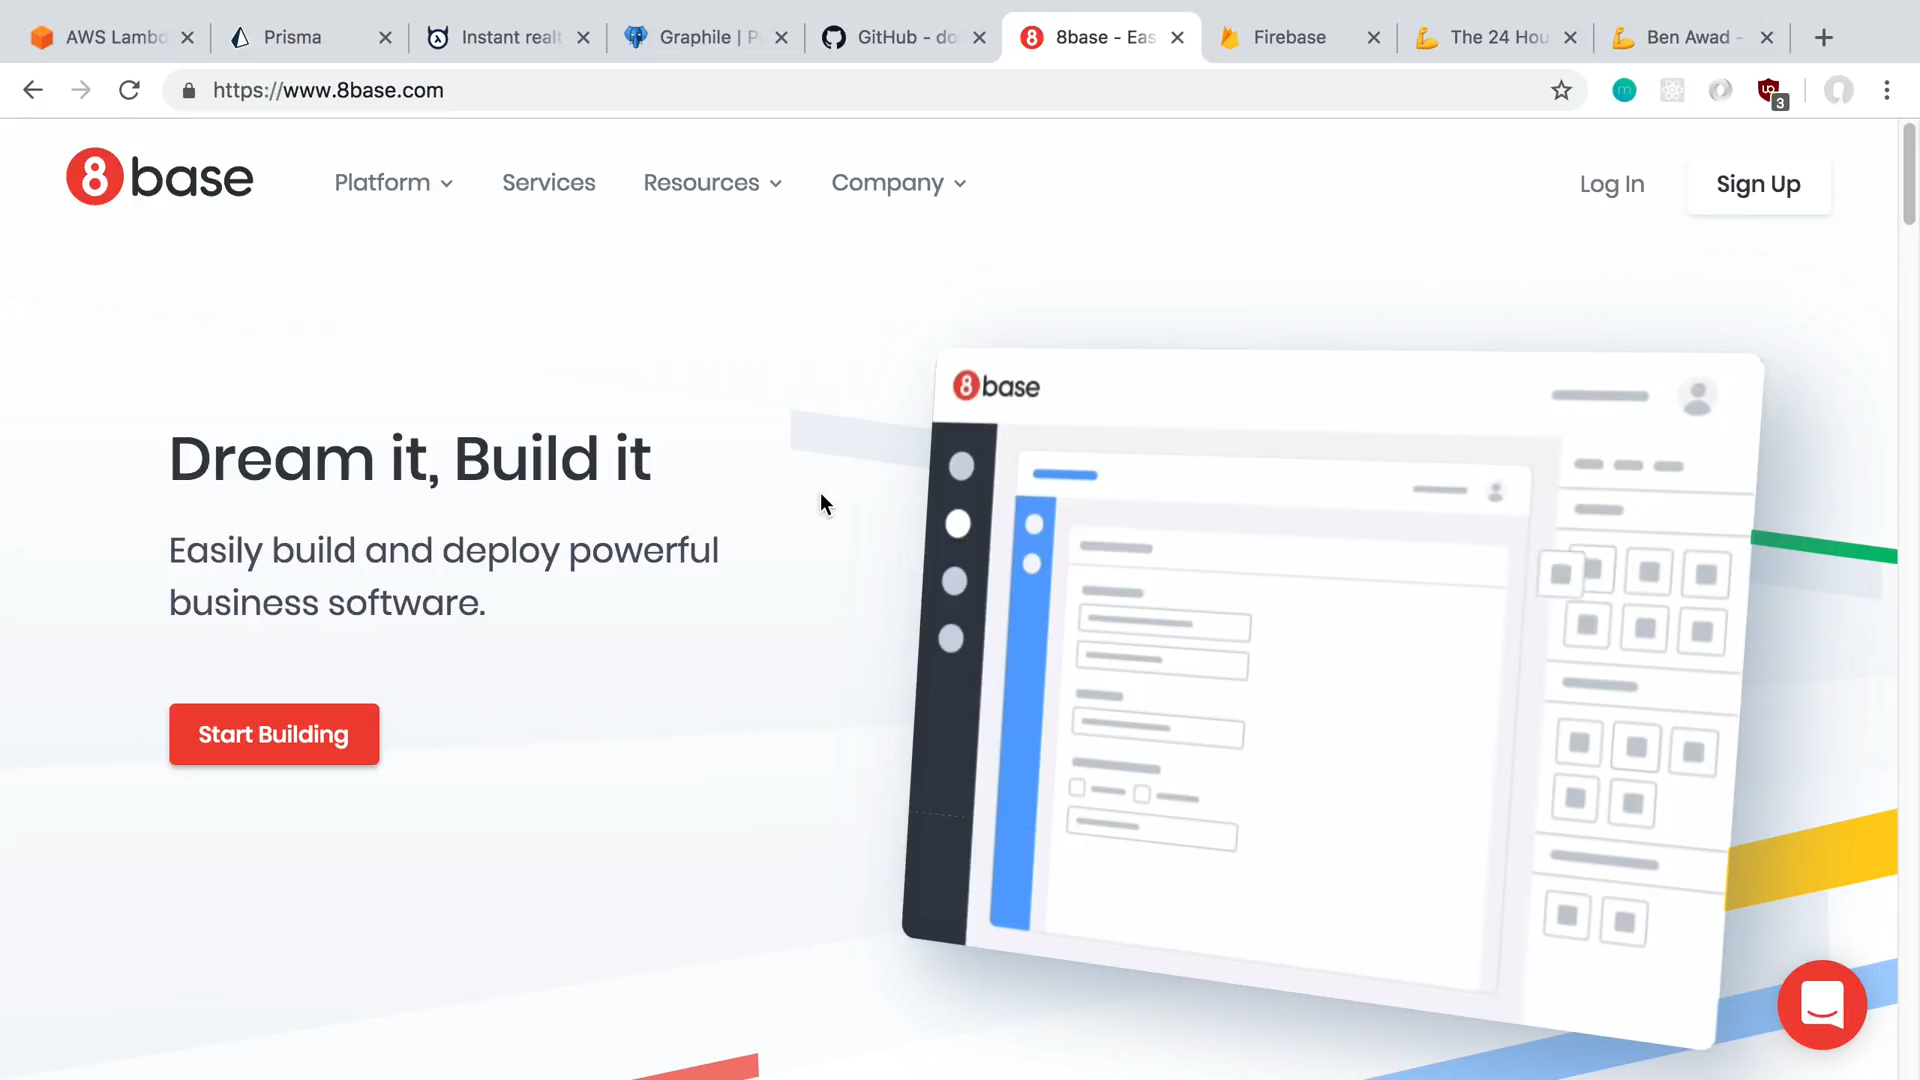 AWS Lambd
Prisma
Instant realt
Graphile | P
GitHub - do
8base - Eas
Firebase
The 24 Hou
Ben Awad -
https://www.8base.com
3
8base
Platform
Services
Resources
Company
Log In
Sign Up
8base
Dream it, Build it
Easily build and deploy powerful
business software.
Start Building